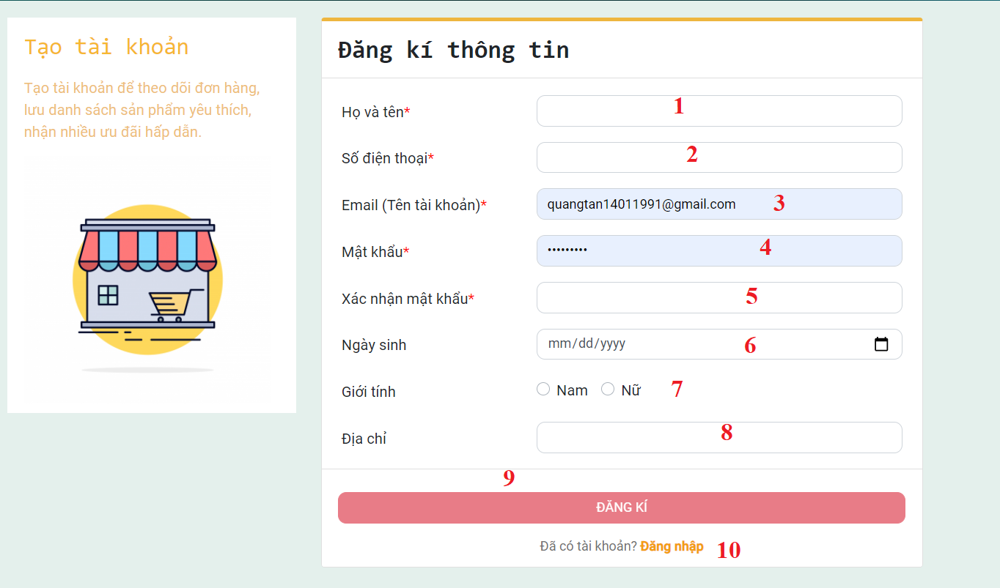 Tạo tài khoản
Tạo tài khoản để theo dõi đơn hàng,
lưu danh sách sản phẩm yêu thích,
nhận nhiều ưu đãi hấp dẫn.
Đăng kí thông tin
Họ và tên* 1
Số điện thoại* 2
Email (Tên tài khoản)* quangtan14011991@gmail.com 3
Mật khẩu* ••••••••• 4
Xác nhận mật khẩu* 5
Ngày sinh mm/dd/yyyy 6
Giới tính Nam Nữ 7
Địa chỉ 8
9
ĐĂNG KÍ
Đã có tài khoản? Đăng nhập 10